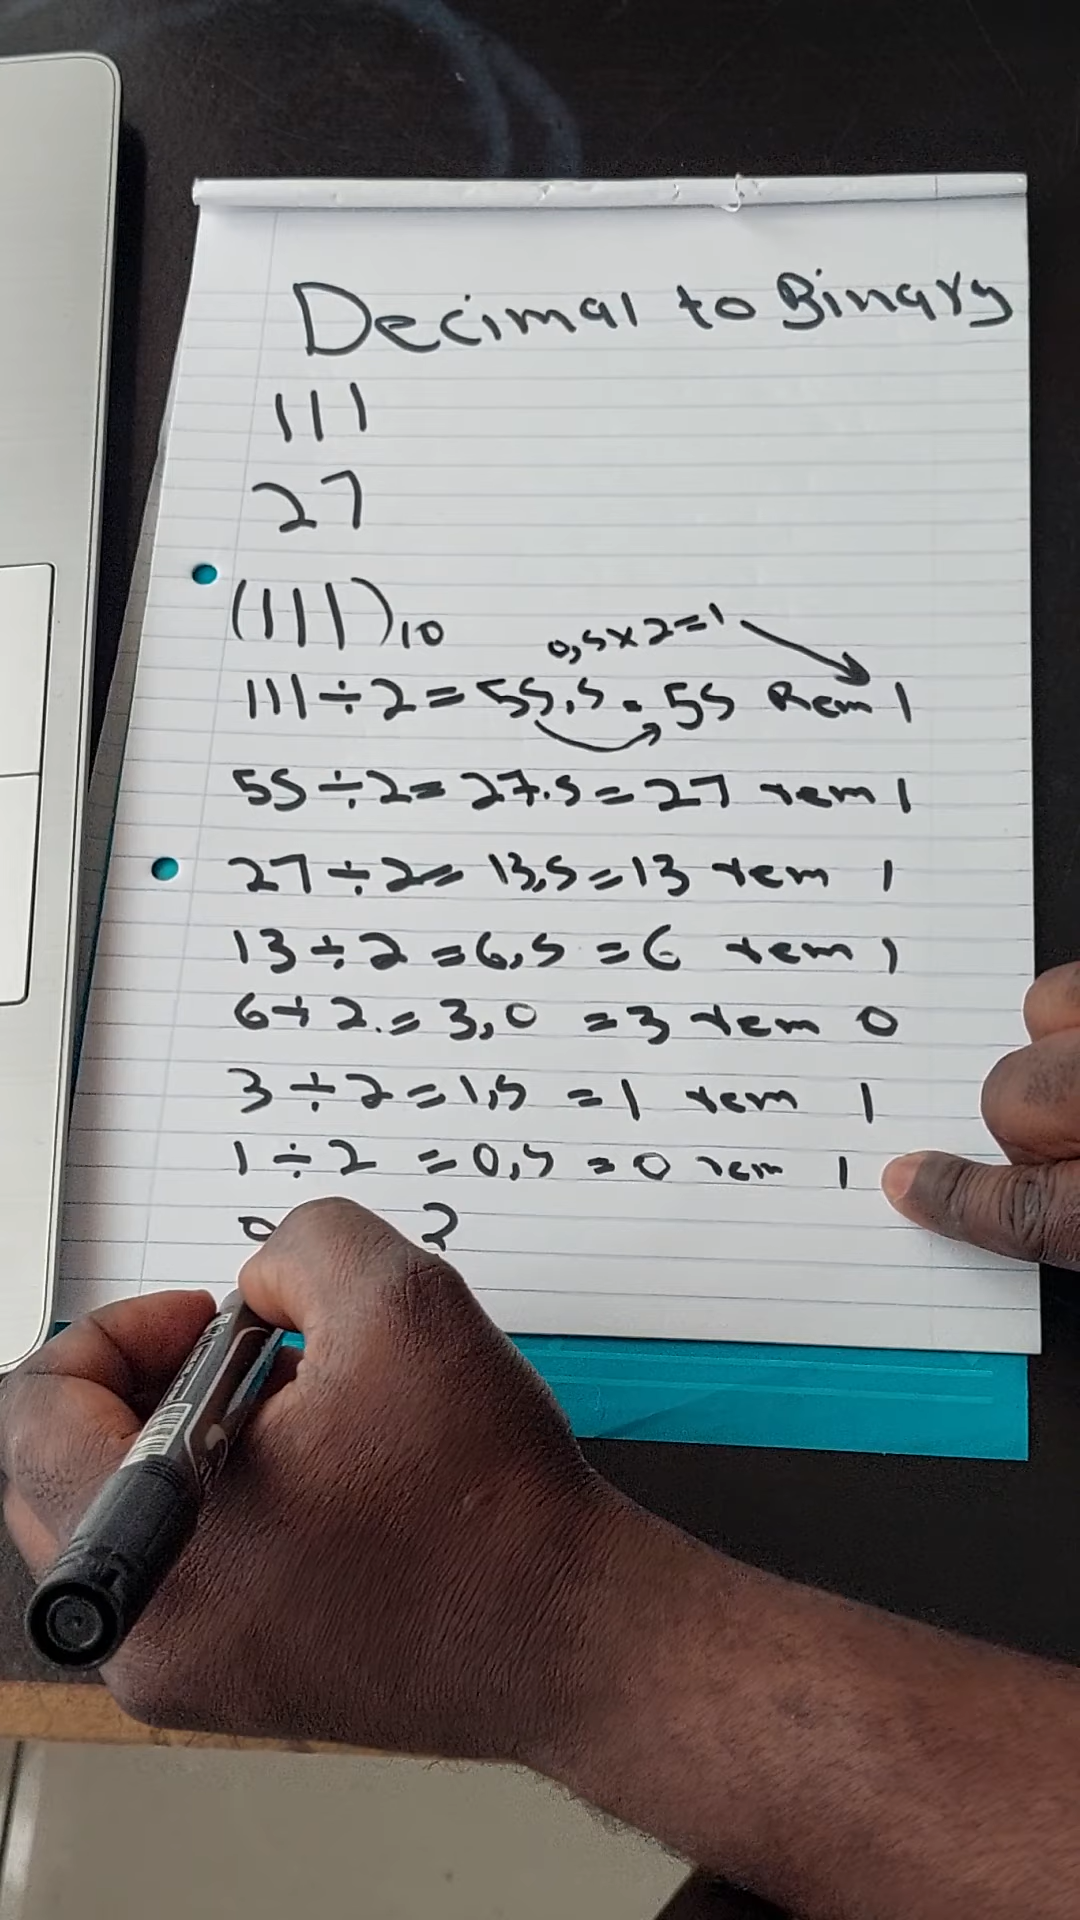 Decimal to Binary
111
27
(111)10
0,5x2=1
111÷2=55.5=55 Rem 1
55÷2=27.5=27 rem 1
27÷2=13,5=13 rem 1
13÷2=6,5=6 rem 1
6÷2.=3,0=3 rem 0
3÷2=1,5=1 rem 1
1÷2=0,5=0 rem 1
0 2